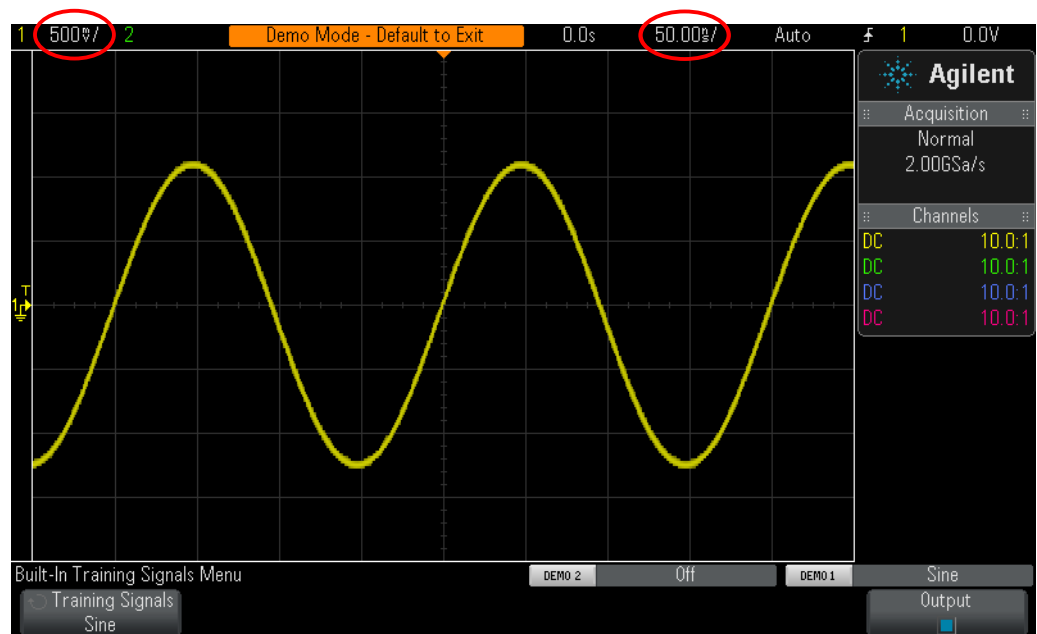 1 500mV/ 2 Demo Mode - Default to Exit 0.0s 50.00ns/ Auto 1 0.0V
Agilent
Acquisition
Normal
2.00GSa/s
Channels
DC 10.0:1
DC 10.0:1
DC 10.0:1
DC 10.0:1
T
1
Built-In Training Signals Menu DEMO 2 Off DEMO 1 Sine
Training Signals
Sine
Output